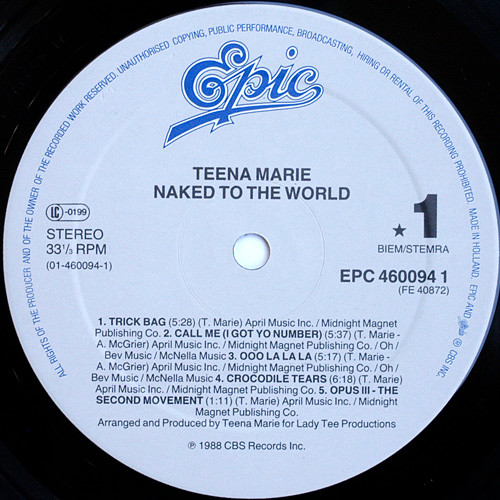 ALL RIGHTS OF THE PRODUCER AND OF THE OWNER OF THE RECORDED WORK RESERVED. UNAUTHORISED COPYING, PUBLIC PERFORMANCE, BROADCASTING, HIRING OR RENTAL OF THIS RECORDING PROHIBITED. MADE IN HOLLAND. EPIC AND ® CBS INC.
Epic
TEENA MARIE
NAKED TO THE WORLD
LC -0199
STEREO
33⅓ RPM
(01-460094-1)
★ 1
BIEM/STEMRA
EPC 460094 1
(FE 40872)
1. TRICK BAG (5:28) (T. Marie) April Music Inc. / Midnight Magnet
Publishing Co. 2. CALL ME (I GOT YO NUMBER) (5:37) (T. Marie -
A. McGrier) April Music Inc. / Midnight Magnet Publishing Co. / Oh /
Bev Music / McNella Music 3. OOO LA LA LA (5:17) (T. Marie -
A. McGrier) April Music Inc. / Midnight Magnet Publishing Co. / Oh /
Bev Music / McNella Music 4. CROCODILE TEARS (6:18) (T. Marie)
April Music Inc. / Midnight Magnet Publishing Co. 5. OPUS III - THE
SECOND MOVEMENT (1:11) (T. Marie) April Music Inc. / Midnight
Magnet Publishing Co.
Arranged and Produced by Teena Marie for Lady Tee Productions
℗ 1988 CBS Records Inc.